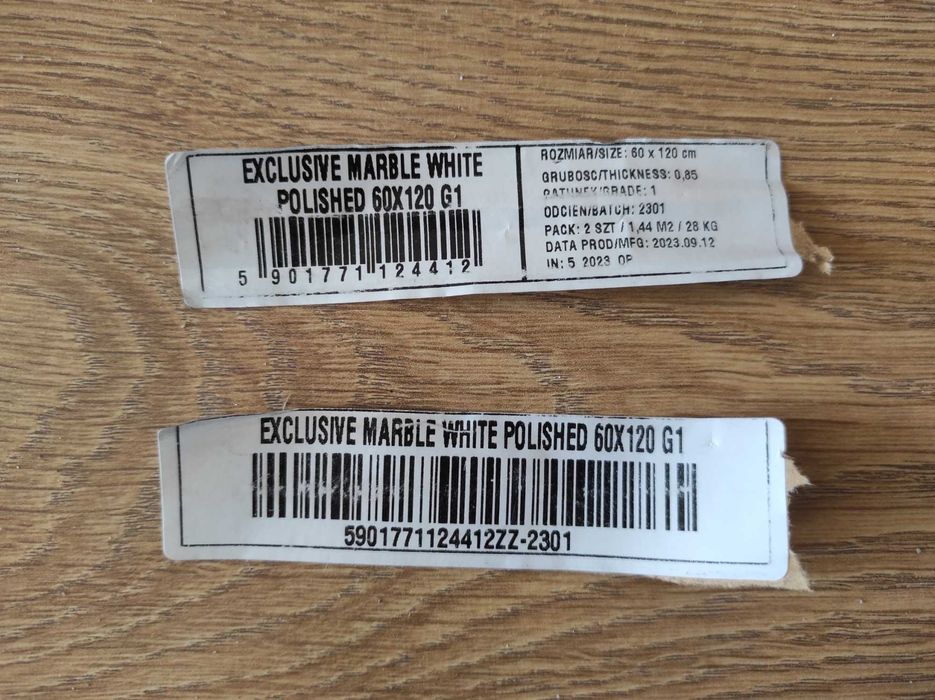 EXCLUSIVE MARBLE WHITE
POLISHED 60X120 G1
5 901771 124412
ROZMIAR/SIZE: 60 x 120 cm
GRUBOSC/THICKNESS: 0,85
GATUNEK/GRADE: 1
ODCIEN/BATCH: 2301
PACK: 2 SZT / 1,44 M2 / 28 KG
DATA PROD/MFG: 2023.09.12
IN: 5 2023 OP
EXCLUSIVE MARBLE WHITE POLISHED 60X120 G1
5901771124412ZZ-2301